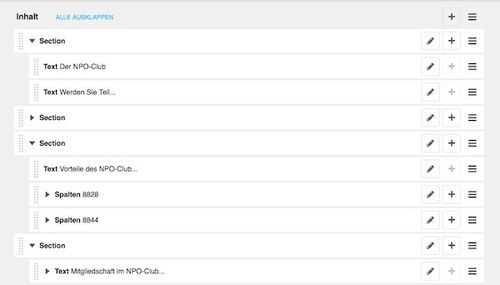 Inhalt ALLE AUSKLAPPEN
Section
Text Der NPO-Club
Text Werden Sie Teil...
Section
Section
Text Vorteile des NPO-Club...
Spalten 8828
Spalten 8844
Section
Text Mitgliedschaft im NPO-Club...